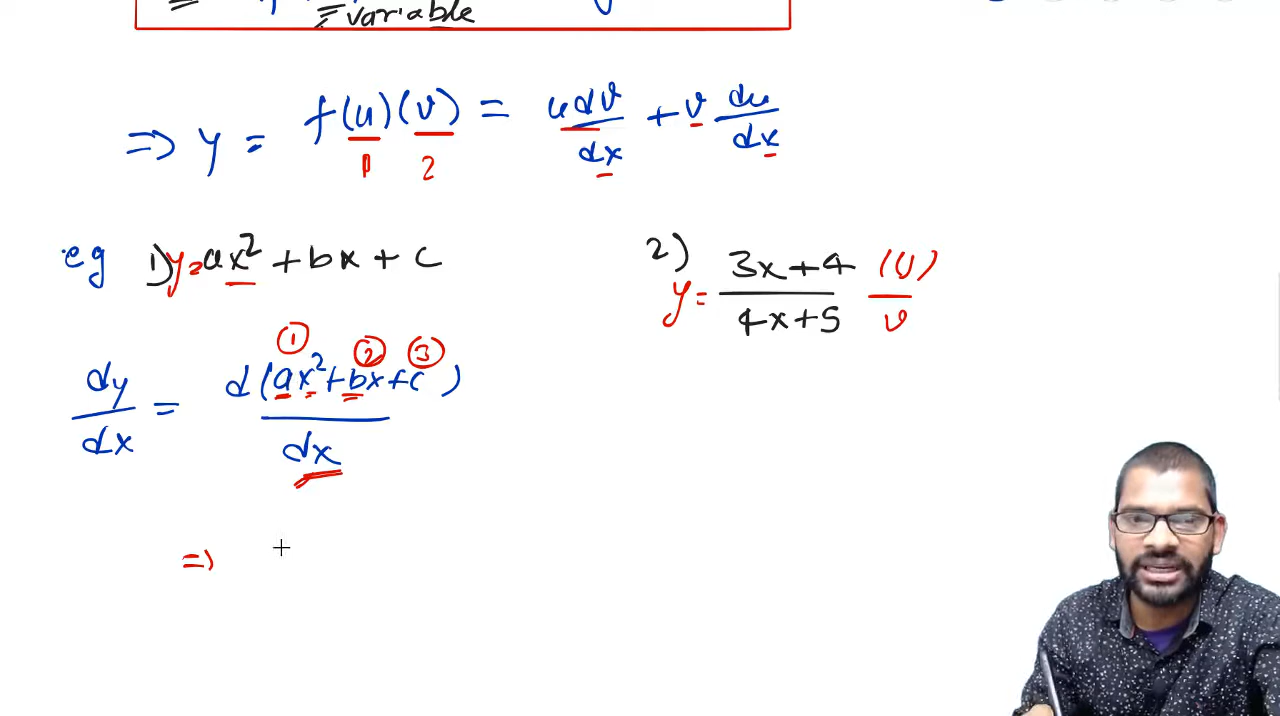 variable
⇒ y = f(u)(v) = u dv/dx + v du/dx
1 2
eg 1) y = ax² + bx + c
2) y = (3x+4)/(4x+5) (U)/v
① ② ③
dy/dx = d(ax²+bx+c)/dx
⇒